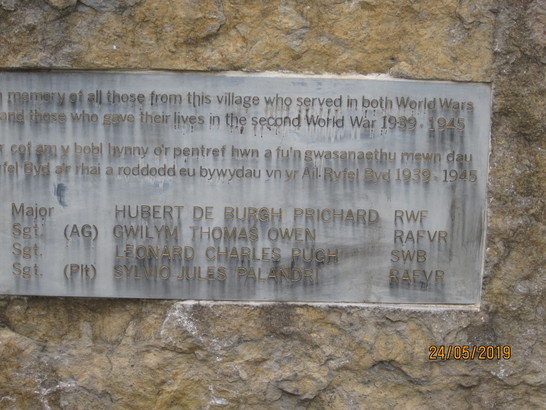 memory of all those from this village who served in both World Wars
and those who gave their lives in the second World War 1939 - 1945
cof am y bobl hynny o'r pentref hwn a fu'n gwasanaethu mewn dau
Ryfel Byd a'r rhai a roddodd eu bywydau yn yr Ail Ryfel Byd 1939 - 1945
Major HUBERT DE BURGH PRICHARD RWF
Sgt. (AG) GWILYM THOMAS OWEN RAFVR
Sgt. LEONARD CHARLES PUGH SWB
Sgt. (Plt) SYLVIO JULES FALANDRI RAFVR
24/05/2019